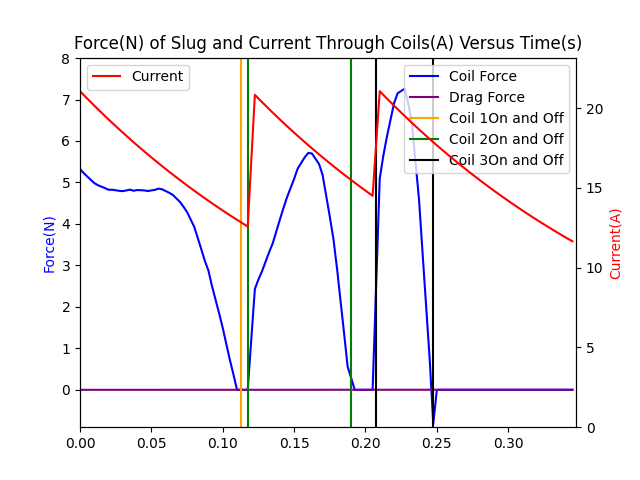 Force(N) of Slug and Current Through Coils(A) Versus Time(s)
Current
Coil Force
Drag Force
Coil 1On and Off
Coil 2On and Off
Coil 3On and Off
Force(N)
8
7
6
5
4
3
2
1
0
Current(A)
20
15
10
5
0
0.00 0.05 0.10 0.15 0.20 0.25 0.30